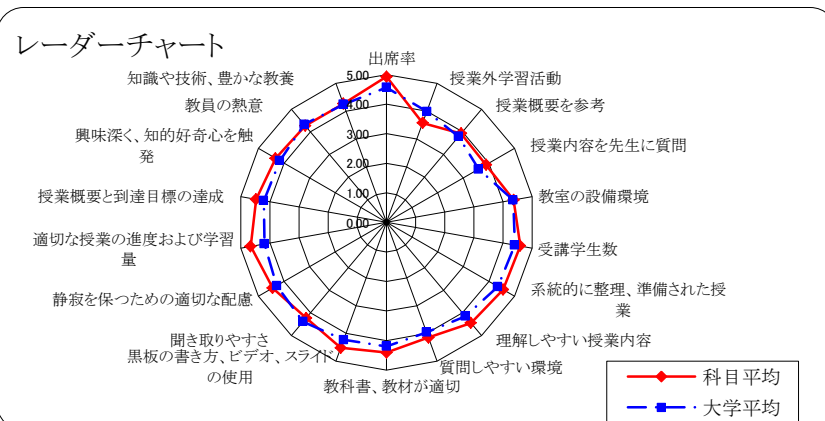 レーダーチャート
出席率
授業外学習活動
授業概要を参考
授業内容を先生に質問
教室の設備環境
受講学生数
系統的に整理、準備された授
業
理解しやすい授業内容
質問しやすい環境
教科書、教材が適切
黒板の書き方、ビデオ、スライド
の使用
聞き取りやすさ
静寂を保つための適切な配慮
適切な授業の進度および学習
量
授業概要と到達目標の達成
興味深く、知的好奇心を触
発
教員の熱意
知識や技術、豊かな教養
5.00
4.00
3.00
2.00
1.00
0.00
科目平均
大学平均